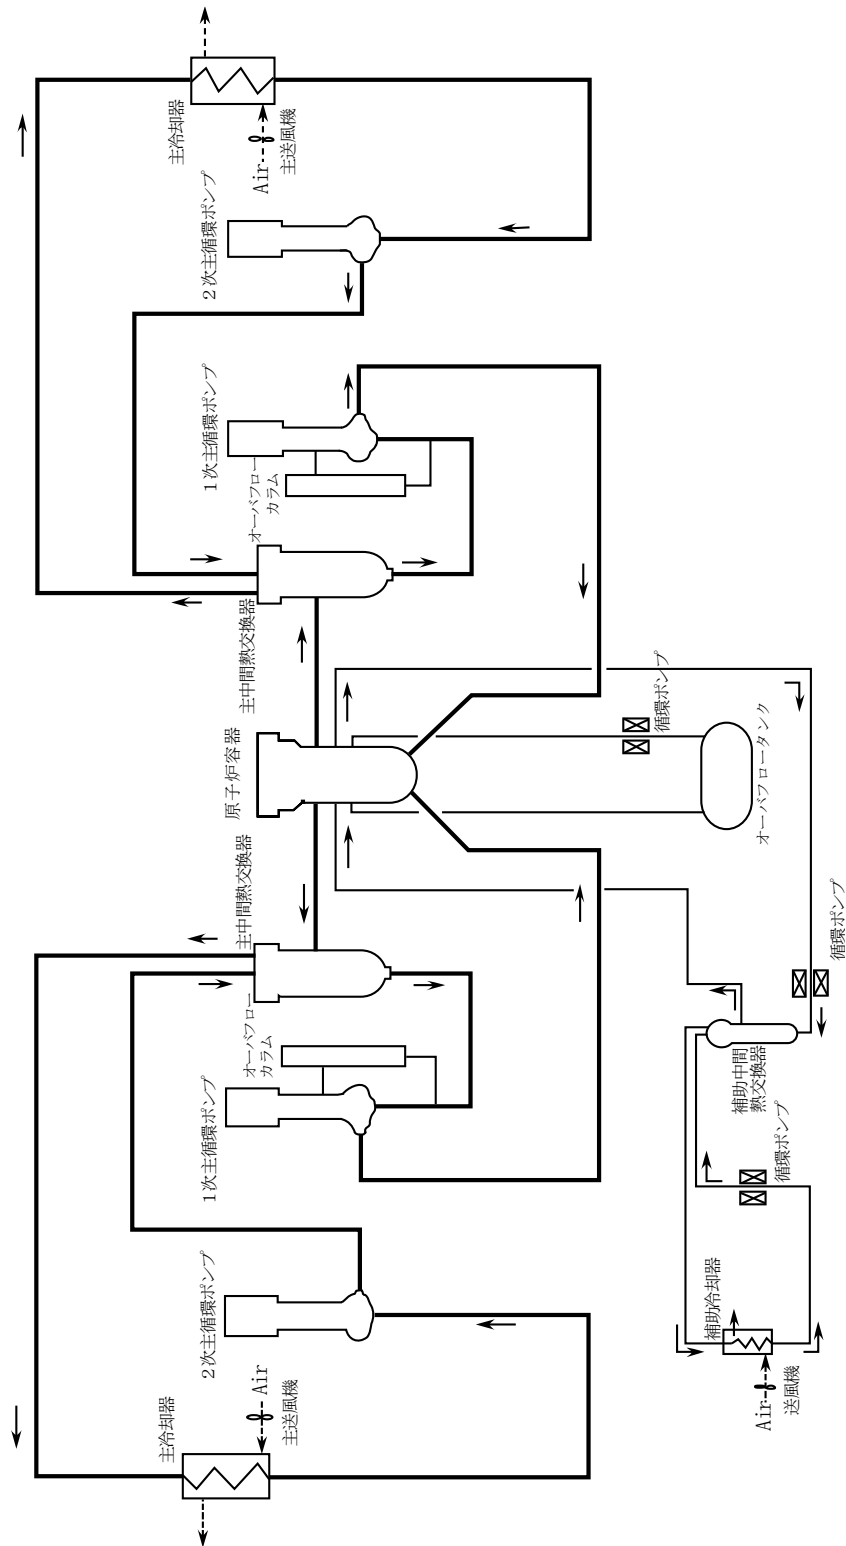 主冷却器
Air
主送風機
2次主循環ポンプ
1次主循環ポンプ
オーバフロー
カラム
主中間熱交換器
原子炉容器
主中間熱交換器
オーバフロー
カラム
1次主循環ポンプ
2次主循環ポンプ
主冷却器
Air
主送風機
循環ポンプ
オーバフロータンク
補助冷却器
Air
送風機
循環ポンプ
補助中間
熱交換器
循環ポンプ